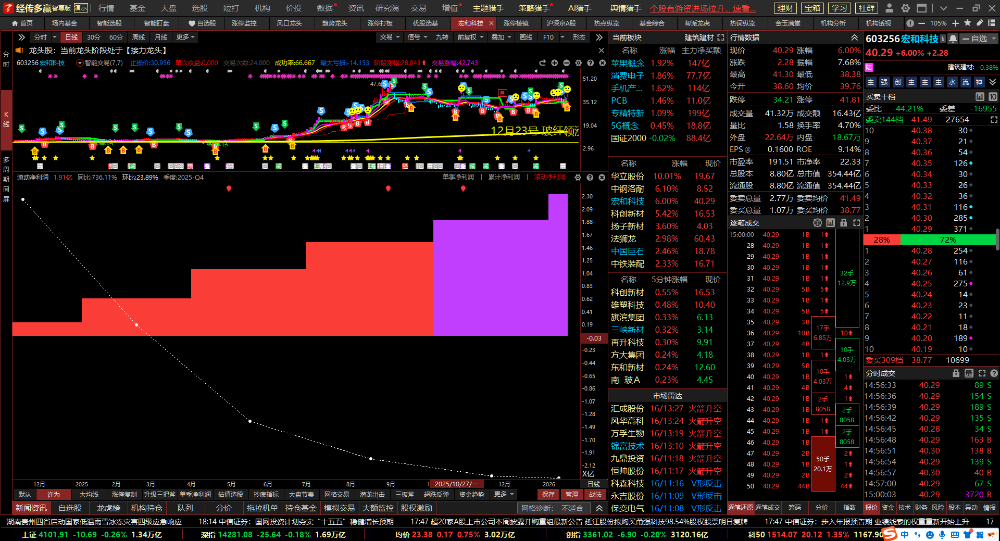 经传多赢 智尊版 演示 行情 基金 大盘 选股 短打 机构 价投 数据 资讯 研究院 交易 增值 主题猎手 策略猎手 AI猎手 舆情猎手 个股有游资进场拉升，速看... 理财 宝箱 学习 社群
首页 场内基金 智能选股 智能盯盘 自选股 涨停监控 风口龙头 趋势龙头 涨停打板 优股选基 宏和科技 涨停棱镜 沪深京A股 热点纵览 基金综合 帮派龙虎 热词纵览 金玉满堂 机构分析 机构透视 105%
分时 日线 30分 60分 周线 月线 更多 交易 信号 九转 前复权 叠加 画线 F10 形态
龙头股：当前龙头阶段处于【接力龙头】
603256 宏和科技 智能交易(7,7) 止损价:30.956 单次收益:0.000 交易次数:24.000 成功率:66.667 最大亏损:-14.153 阶段涨幅:28.843 交易涨幅:42.743
分时
K线
多周期同屏
51.20
35.12
19.04
2.96
12月23号 玻纤领涨
滚动净利润 1.91亿 同比:736.11% 环比:23.89% 季度:2025-Q4 单季净利润 累计净利润 滚动净利润
2.30
2.09
1.88
1.67
1.46
1.25
1.04
0.83
0.62
0.41
0.19
-0.03
-0.23
-0.44
-0.65
-0.86
-1.07
-1.28
-1.49
-1.70
-1.91
-2.12
X亿
12月 2025 2月 3月 4月 5月 6月 7月 8月 9月 2025/10/27/一 12月 2026 日线
默认 许为 大均线 涨停复制 升级三把斧 单季净利润 估值选股 抄底指标 大盘节奏 网格交易 潜龙出击 三板斧 超跌反弹 资金趋势 更多 保存 管理 战法
新闻资讯 自选股 龙虎榜 机构持仓 队列 分价 拖拉机单 持仓基金 模拟交易 大额监控 股权激励 网格诊断： 不适合
当前板块 建筑建材
名称 涨幅 主力净买额
苹果概念 1.92% 147亿
消费电子 1.86% 77.7亿
手机产... 1.62% 114亿
PCB 1.46% 11.0亿
专精特新 1.09% 199亿
5G概念 0.45% 18.8亿
国证2000 -0.02% 88.4亿
名称 涨幅 现价
华立股份 10.01% 19.67
中钢洛耐 6.10% 8.52
宏和科技 6.00% 40.29
科创新材 5.42% 16.53
扬子新材 3.60% 4.03
法狮龙 2.98% 60.43
中国巨石 2.46% 18.78
中铁装配 2.33% 16.71
名称 5分钟涨幅 现价
科创新材 0.55% 16.53
雄塑科技 0.48% 10.40
旗滨集团 0.33% 6.13
三峡新材 0.32% 3.14
再升科技 0.30% 9.91
方大集团 0.24% 4.18
东和新材 0.24% 12.60
南 玻A 0.23% 4.45
市场雷达
汇成股份 16/13:27 火箭升空
风华高科 16/13:24 火箭升空
万孚生物 16/13:19 火箭升空
锦富技术 16/13:10 火箭升空
九鼎投资 16/11:18 火箭升空
恒帅股份 16/11:17 火箭升空
科森科技 16/11:16 V形反击
永吉股份 16/11:09 V形反击
保变电气 16/11:08 V形反击
行情数据
现价 40.29 涨幅 6.00%
涨跌 2.28 振幅 7.68%
最高 41.30 最低 38.38
今开 38.60 均价 39.76
跌停 34.21 涨停 41.81
成交量 41.32万 成交额 16.43亿
量比 1.58 换手率 4.70%
外盘 22.64万 内盘 18.67万
EPS③ 0.1600 ROE 9.14%
市盈率 191.51 市净率 22.33
总股本 8.80亿 总市值 354.44亿
流通股 8.80亿 流通值 354.44亿
委卖总量 2.77万 委卖均价 41.49
委买总量 1.07万 委买均价 38.77
逐笔成交
15:00:00 40.29 1B 1
28 40.29 1B 1
29 40.29 1B 1
30 40.29 1B 1
31 40.29 1B 1
32 40.29 5B 5
33 40.29 1B 1
34 40.29 5B 5
35 40.29 3B
36 40.29 10B 10
37 40.29 4B
38 40.29 1B 1
39 40.29 5B
40 40.29 1B 1
41 40.29 4B 4
42 40.29 1B 1
43 40.29 1B
44 40.29 1B 1
45 40.29 1B 1
46 40.29 1B
47 40.29 2B 2
48 40.29 1B 1
49 40.29 2B 2
50 40.29 44B 44
32手
12.9万
17手
6.85万
10手
4.03万
10手
4.03万
2手
8058
2手
8058
2手
8058
50手
20.1万
逐笔还原 逐笔成交 筹码 分价 指数
603256 宏和科技 自选
40.29 +6.00% +2.28
陆 建筑建材: -0.38%
主 强 创 主 主 主 水 流 神
买卖十档 量 10
委比 -44.21% 委差 -16955
委卖144档 41.49 27654
10 40.38 30
9 40.37 21
8 40.36 54
7 40.35 126
6 40.34 30
5 40.33 26
4 40.32 36
3 40.31 116
2 40.30 285
1 40.29 371
28% 72%
1 40.28 254
2 40.27 116
3 40.26 61
4 40.25 275
5 40.24 14
6 40.23 23
7 40.22 11
8 40.21 18
9 40.20 189
10 40.19 10
委买309档 38.77 10699
分时成交
14:56:33 40.29 89 S
14:56:36 40.29 154 S
14:56:39 40.29 189 S
14:56:42 40.29 135 S
14:56:45 40.28 34 S
14:56:48 40.29 163 B
14:56:51 40.30 138 B
14:56:54 40.29 139 S
14:56:57 40.30 40 B
14:57:00 40.29 67 S
15:00:03 40.29 3720 B
报价 资金 技术 财务 风险 股本 异动 情报
湖南贵州四省启动国家低温雨雪冰冻灾害四级应急响应 18:14 中信证券：国网投资计划夯实“十五五”稳健增长预期 17:47 超20家A股上市公司本周披露并购重组最新公告 延江股份拟购买甬强科技98.54%股权股票明日复牌 17:47 中信证券：步入年报预告期 业绩线索的权重重新开始上升 17
上证 4101.91 -10.69 -0.26% 1.34万亿 深指 14281.08 -25.64 -0.18% 1.69万亿 均价 23.38 0.17 0.75% 3.02万亿 创指 3361.02 -6.90 -0.20% 3120.16亿 科50 1514.07 20.12 1.35% 1167.90 中